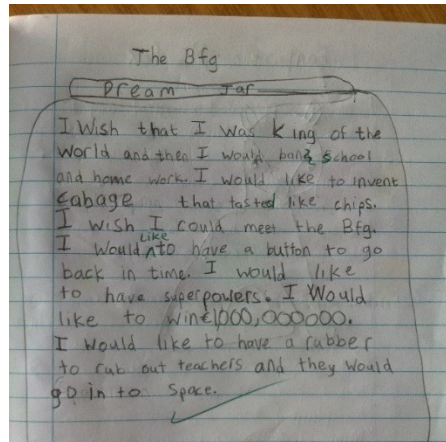 The Bfg
Dream Jar
I Wish that I was King of the
world and then I would ban school
and home work. I would like to invent
cabage that tasted like chips.
I wish I could meet the Bfg.
I would like to have a button to go
back in time. I would like
to have superpowers. I Would
like to win €1000,000000.
I would like to have a rubber
to rub out teachers and they would
go in to Space.